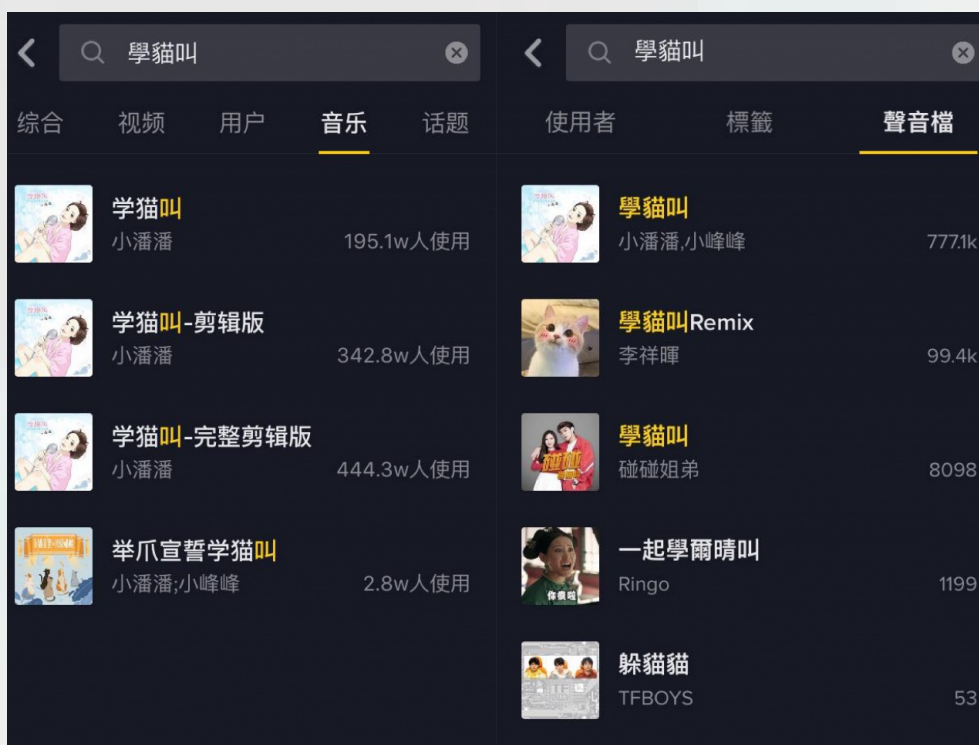 學貓叫
综合 视频 用户 音乐 话题
学猫叫
小潘潘 195.1w人使用
学猫叫-剪辑版
小潘潘 342.8w人使用
学猫叫-完整剪辑版
小潘潘 444.3w人使用
举爪宣誓学猫叫
小潘潘;小峰峰 2.8w人使用
學貓叫
使用者 標籤 聲音檔
學貓叫
小潘潘,小峰峰 777.1k
學貓叫Remix
李祥暉 99.4k
碰碰
學貓叫
碰碰姐弟 8098
你瘋啦
一起學爾晴叫
Ringo 1199
躲貓貓
TFBOYS 53